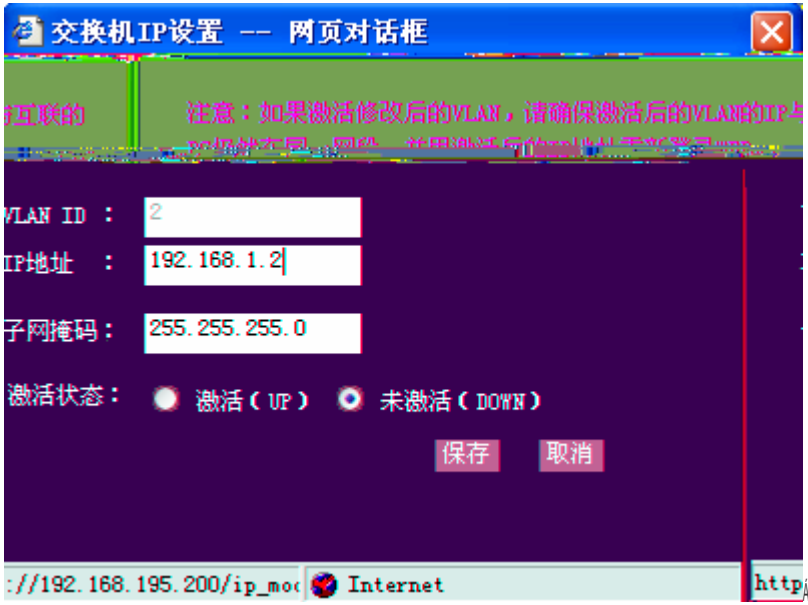 交换机IP设置 -- 网页对话框
与互联的
注意：如果激活修改后的VLAN，请确保激活后的VLAN的IP与
VLAN ID ： 2
IP地址 ： 192.168.1.2
子网掩码： 255.255.255.0
激活状态： 激活（UP） 未激活（DOWN）
保存 取消
://192.168.195.200/ip_mod Internet http